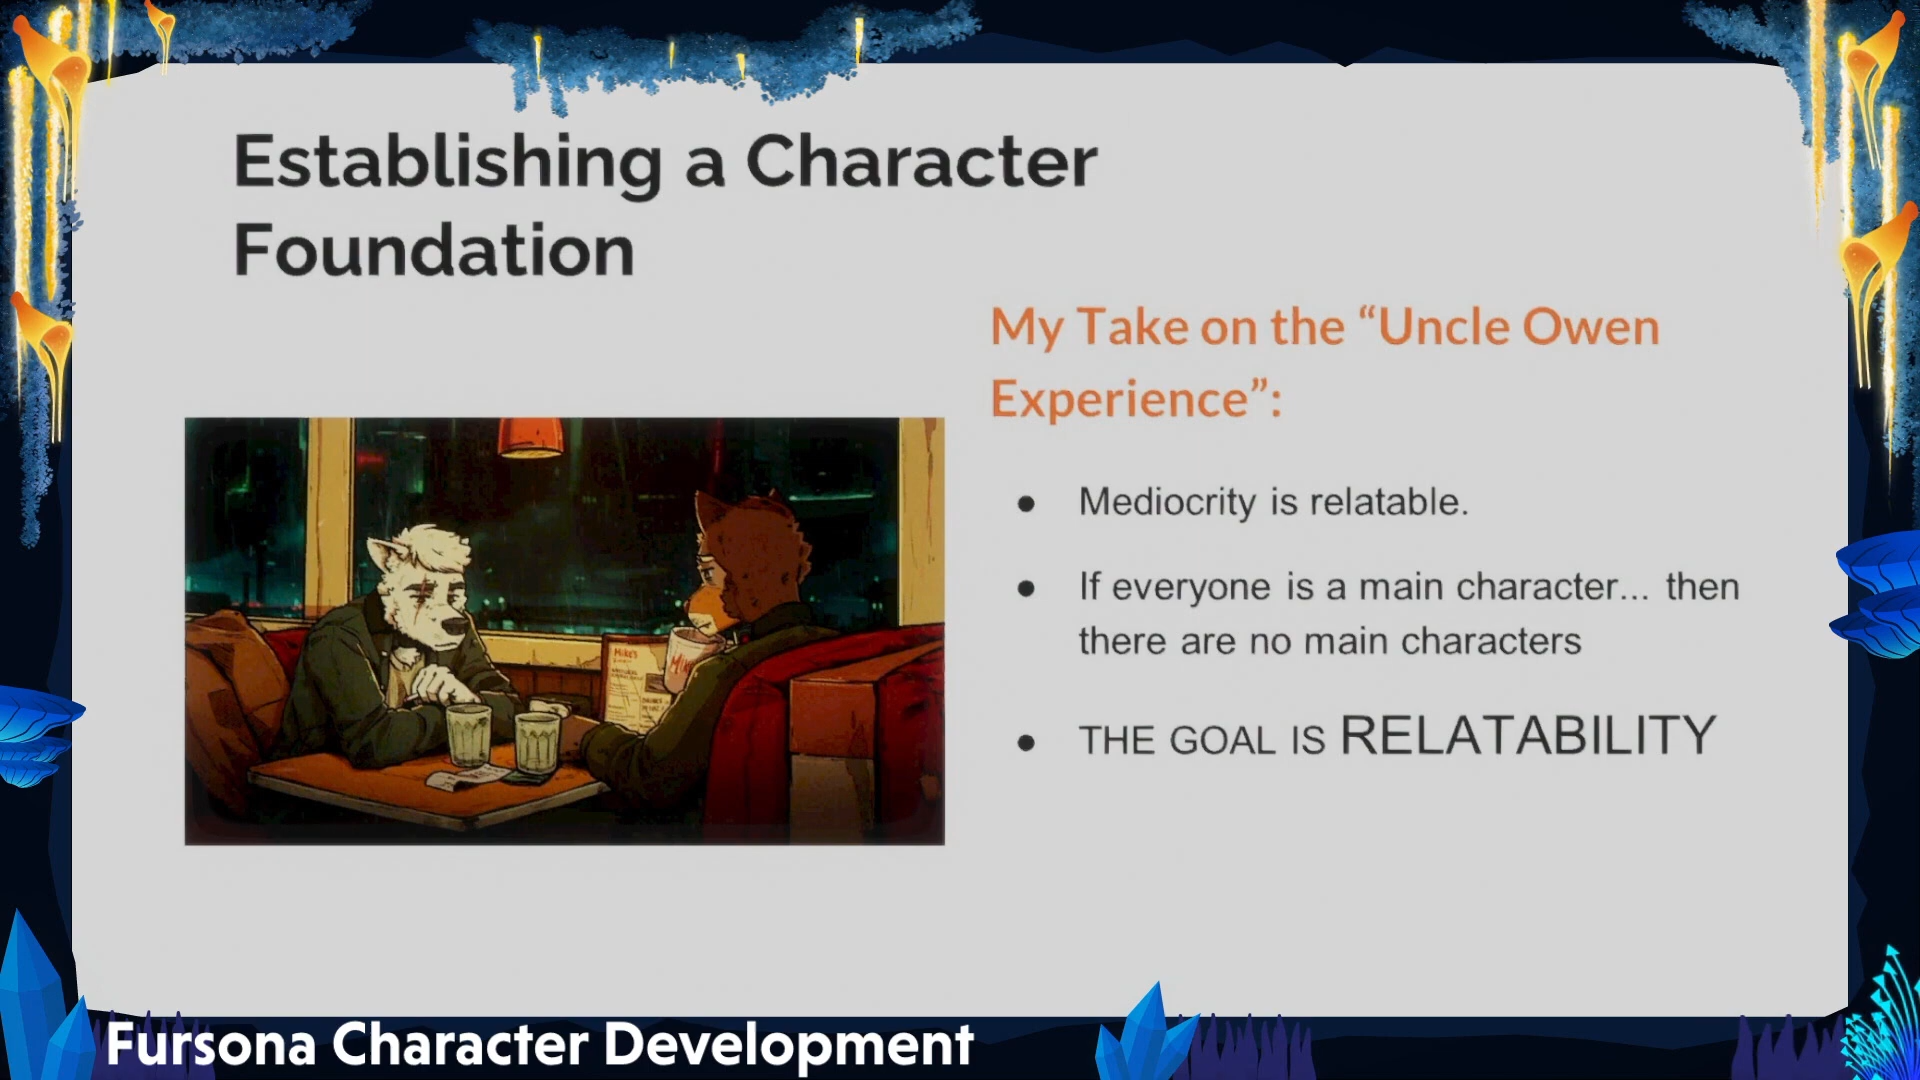 Establishing a Character
Foundation
My Take on the “Uncle Owen
Experience”:
● Mediocrity is relatable.
● If everyone is a main character... then
there are no main characters
● THE GOAL IS RELATABILITY
MIKE'S
Fursona Character Development